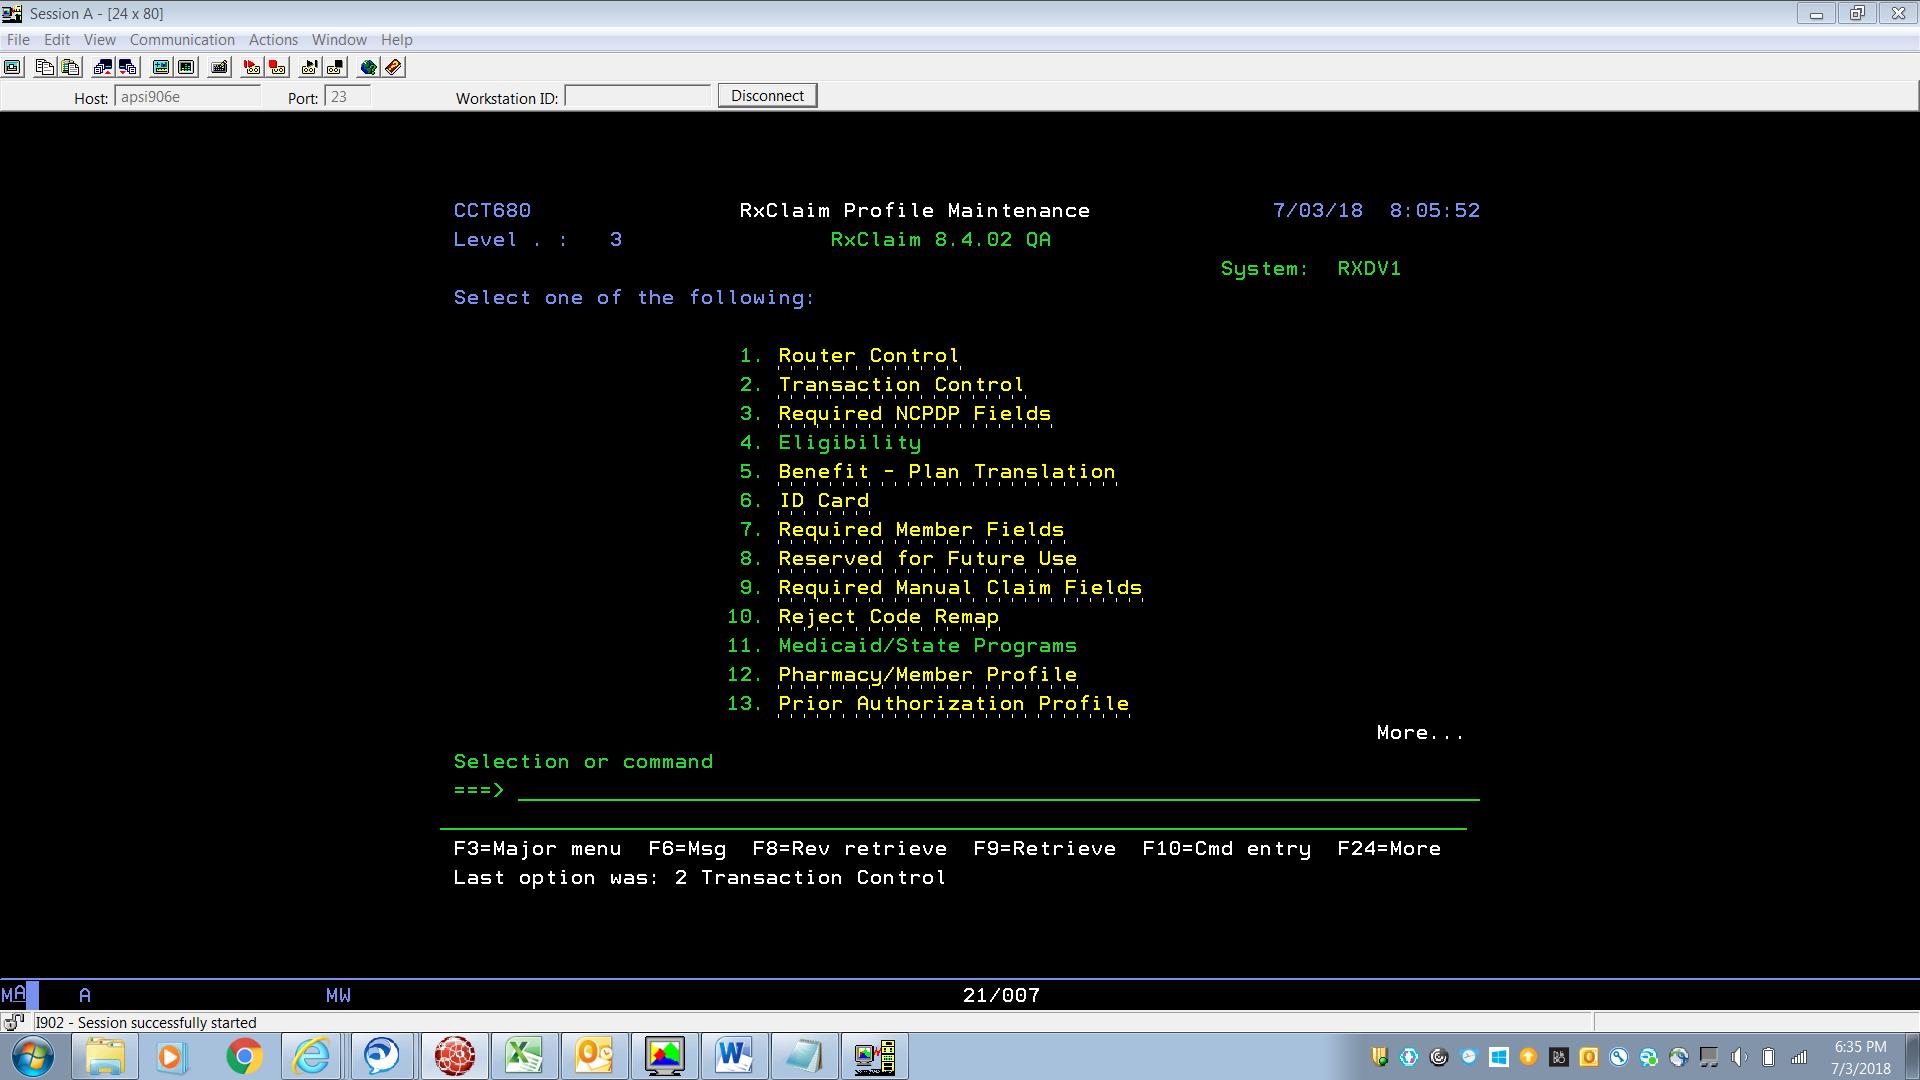 Session A - [24 x 80]
File Edit View Communication Actions Window Help
Host: apsi906e Port: 23 Workstation ID: Disconnect
CCT680 RxClaim Profile Maintenance 7/03/18 8:05:52
Level . : 3 RxClaim 8.4.02 QA
System: RXDV1
Select one of the following:
1. Router Control
2. Transaction Control
3. Required NCPDP Fields
4. Eligibility
5. Benefit - Plan Translation
6. ID Card
7. Required Member Fields
8. Reserved for Future Use
9. Required Manual Claim Fields
10. Reject Code Remap
11. Medicaid/State Programs
12. Pharmacy/Member Profile
13. Prior Authorization Profile
More...
Selection or command
===>
F3=Major menu F6=Msg F8=Rev retrieve F9=Retrieve F10=Cmd entry F24=More
Last option was: 2 Transaction Control
MA A MW 21/007
I902 - Session successfully started
6:35 PM
7/3/2018